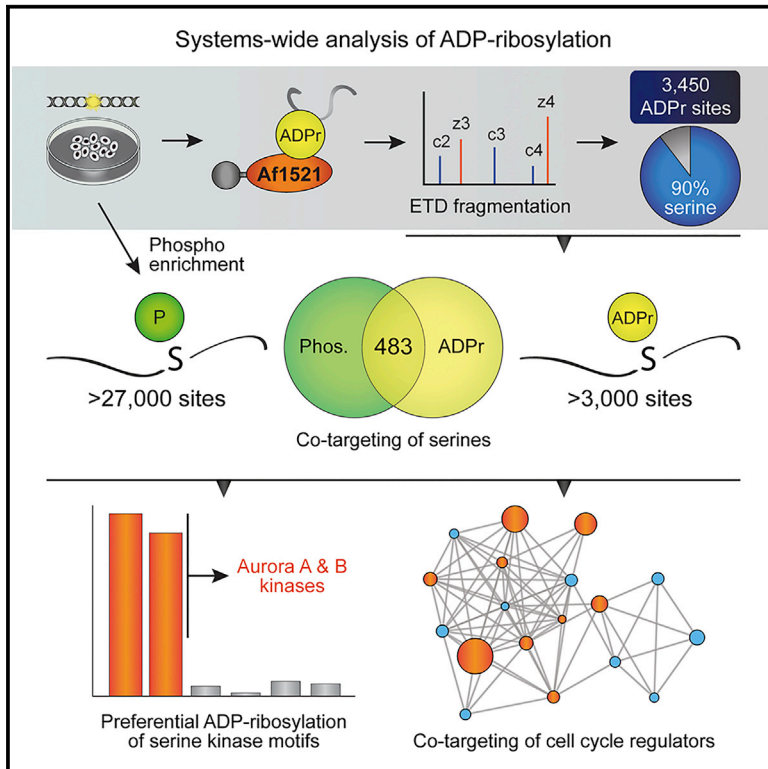 Systems-wide analysis of ADP-ribosylation
ADPr
Af1521
c2
z3
c3
c4
z4
ETD fragmentation
3,450
ADPr sites
90%
serine
Phospho
enrichment
P
S
>27,000 sites
Phos.
483
ADPr
Co-targeting of serines
ADPr
S
>3,000 sites
Aurora A & B
kinases
Preferential ADP-ribosylation
of serine kinase motifs
Co-targeting of cell cycle regulators